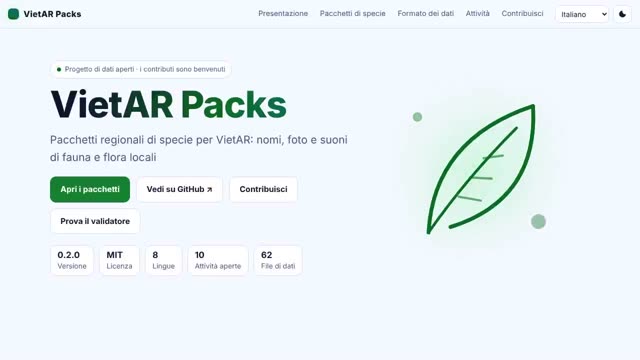 VietAR Packs
Presentazione Pacchetti di specie Formato dei dati Attività Contribuisci Italiano
Progetto di dati aperti · i contributi sono benvenuti
VietAR Packs
Pacchetti regionali di specie per VietAR: nomi, foto e suoni
di fauna e flora locali
Apri i pacchetti Vedi su GitHub ↗ Contribuisci
Prova il validatore
0.2.0 MIT 8 10 62
Versione Licenza Lingue Attività aperte File di dati